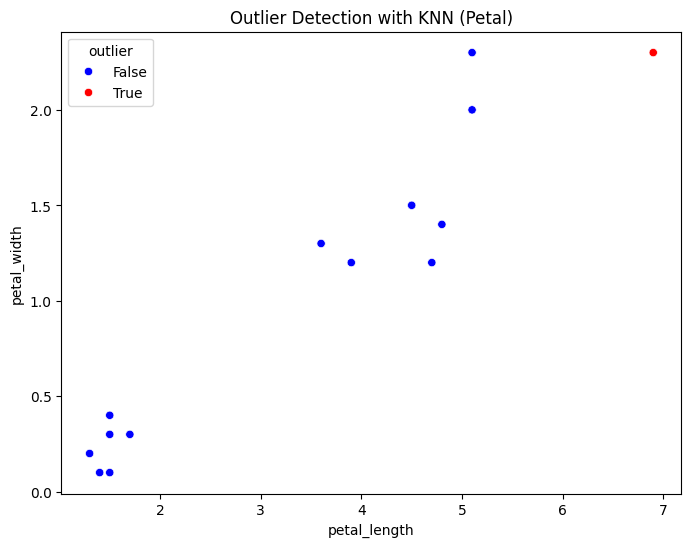 Outlier Detection with KNN (Petal)
outlier
False
True
2.0
1.5
1.0
0.5
0.0
petal_width
2
3
4
5
6
7
petal_length